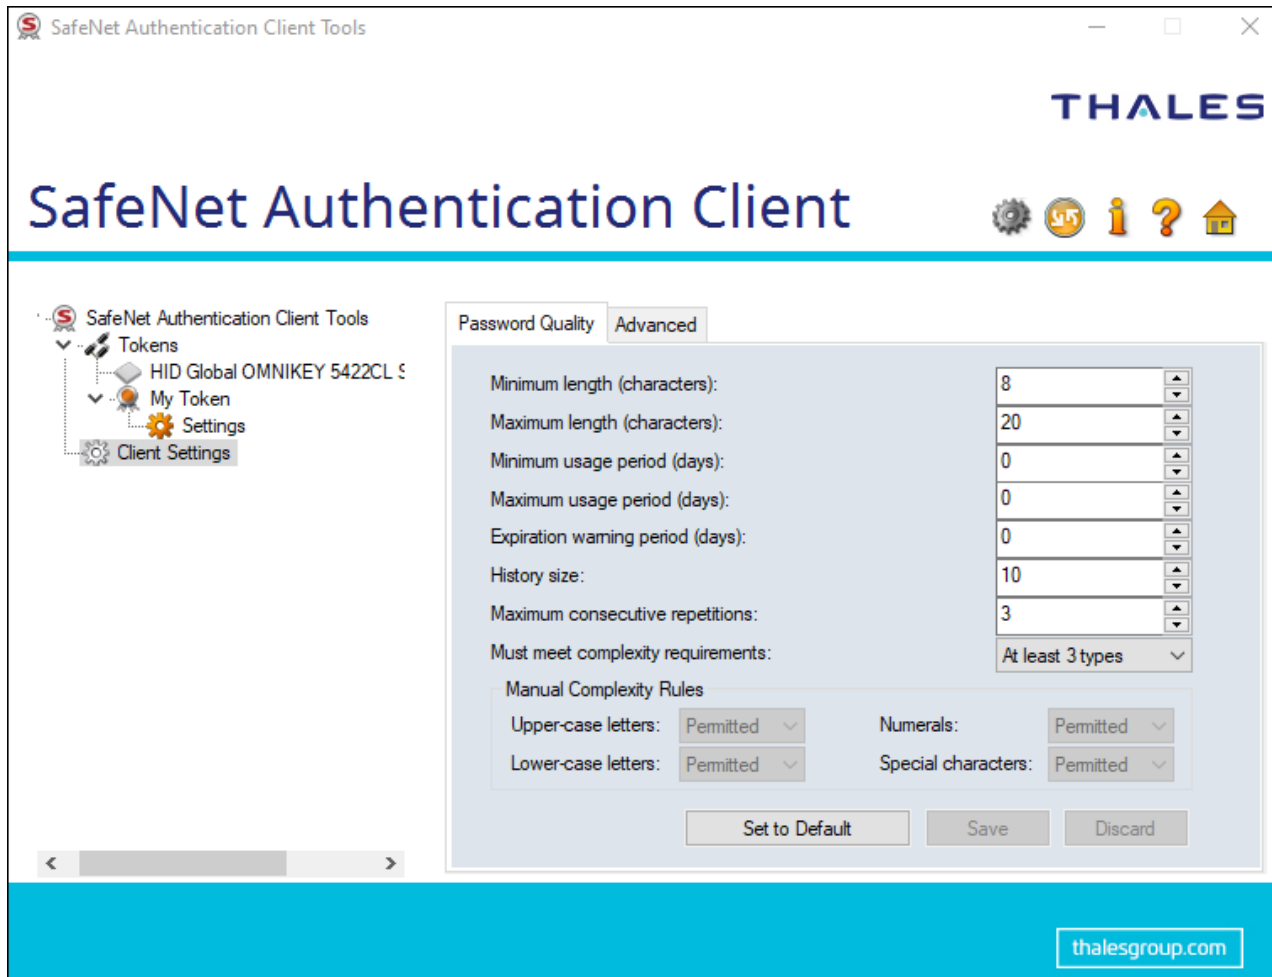 SafeNet Authentication Client Tools
THALES
SafeNet Authentication Client
SafeNet Authentication Client Tools
Tokens
HID Global OMNIKEY 5422CL S
My Token
Settings
Client Settings
Password Quality Advanced
Minimum length (characters): 8
Maximum length (characters): 20
Minimum usage period (days): 0
Maximum usage period (days): 0
Expiration warning period (days): 0
History size: 10
Maximum consecutive repetitions: 3
Must meet complexity requirements: At least 3 types
Manual Complexity Rules
Upper-case letters: Permitted Numerals: Permitted
Lower-case letters: Permitted Special characters: Permitted
Set to Default Save Discard
thalesgroup.com